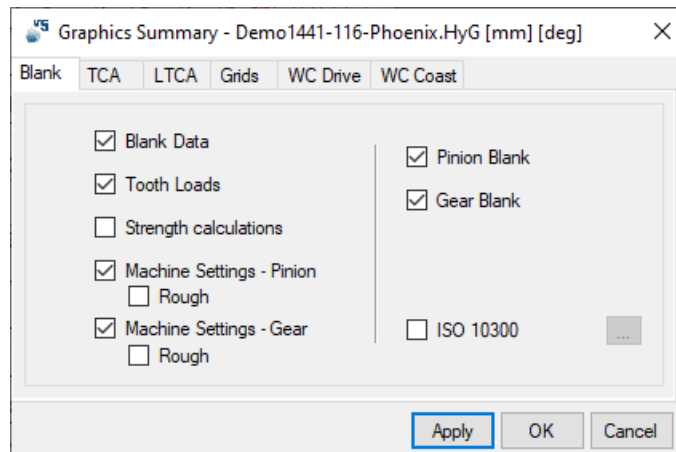 VS
Graphics Summary - Demo1441-116-Phoenix.HyG [mm] [deg]
Blank TCA LTCA Grids WC Drive WC Coast
Blank Data
Tooth Loads
Strength calculations
Machine Settings - Pinion
Rough
Machine Settings - Gear
Rough
Pinion Blank
Gear Blank
ISO 10300
...
Apply OK Cancel